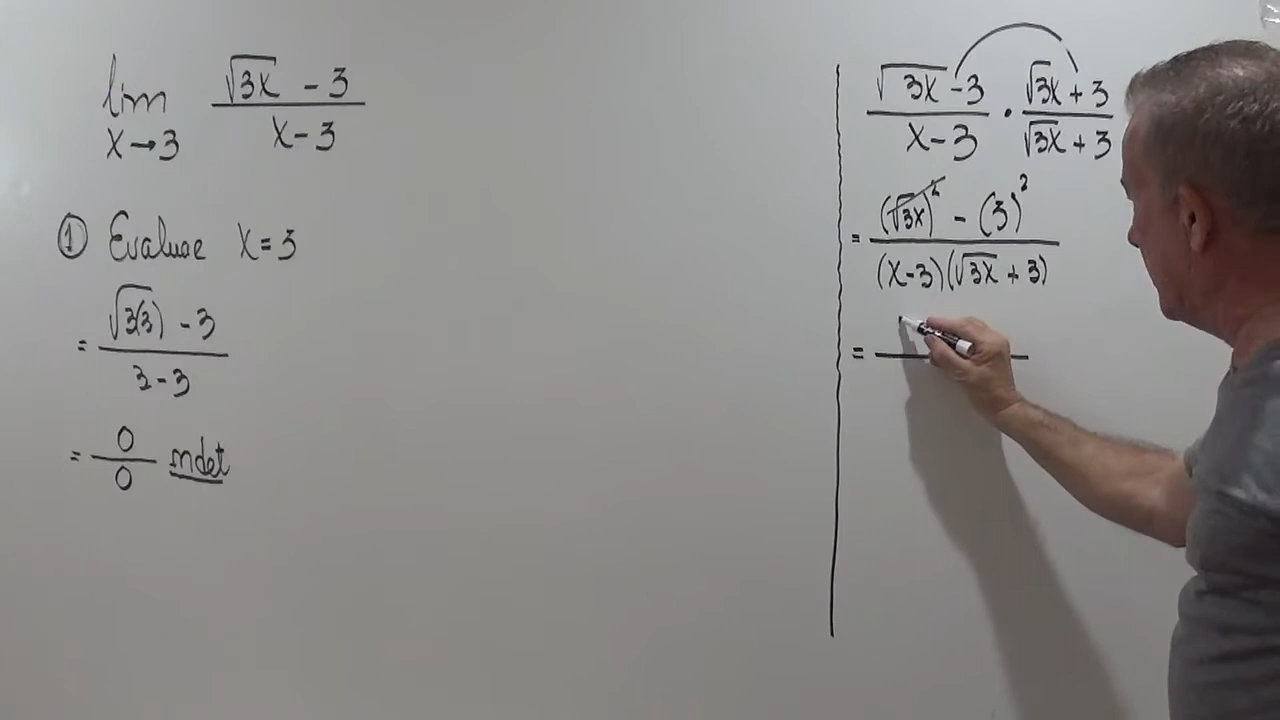 lim √3x - 3
x→3 x - 3
① Evaluae x = 3
= √3(3) - 3
3 - 3
= 0
0 indet
√3x - 3 · √3x + 3
x - 3 √3x + 3
= (√3x)² - (3)²
(x - 3)(√3x + 3)
=